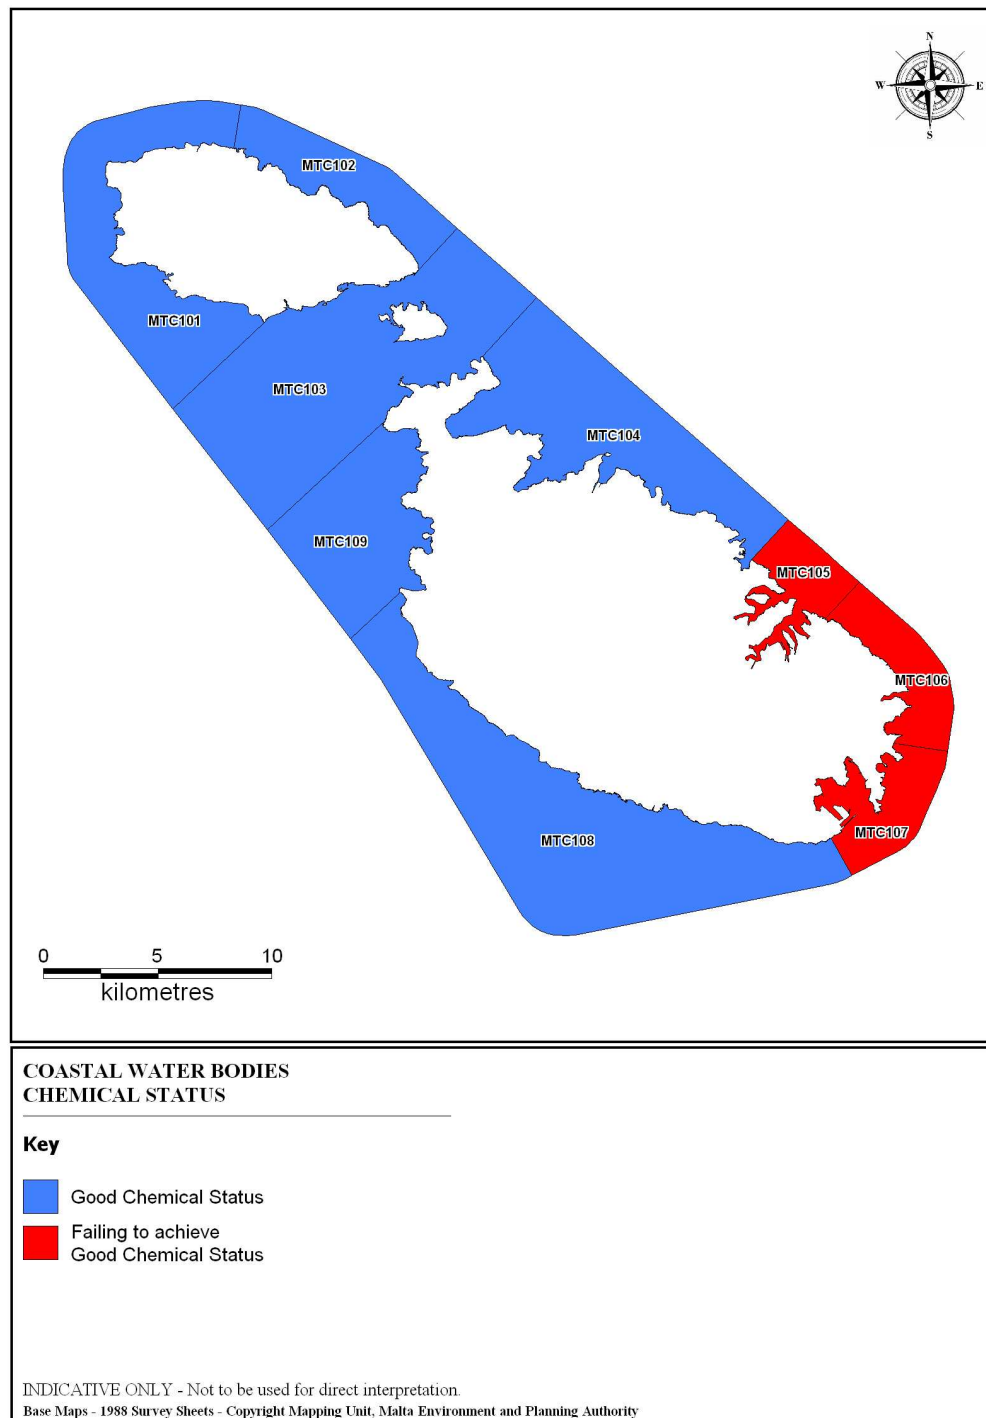 N
W E
S
MTC102
MTC101
MTC103
MTC104
MTC109
MTC105
MTC106
MTC107
MTC108
0 5 10
kilometres
COASTAL WATER BODIES
CHEMICAL STATUS
Key
Good Chemical Status
Failing to achieve
Good Chemical Status
INDICATIVE ONLY - Not to be used for direct interpretation.
Base Maps - 1988 Survey Sheets - Copyright Mapping Unit, Malta Environment and Planning Authority